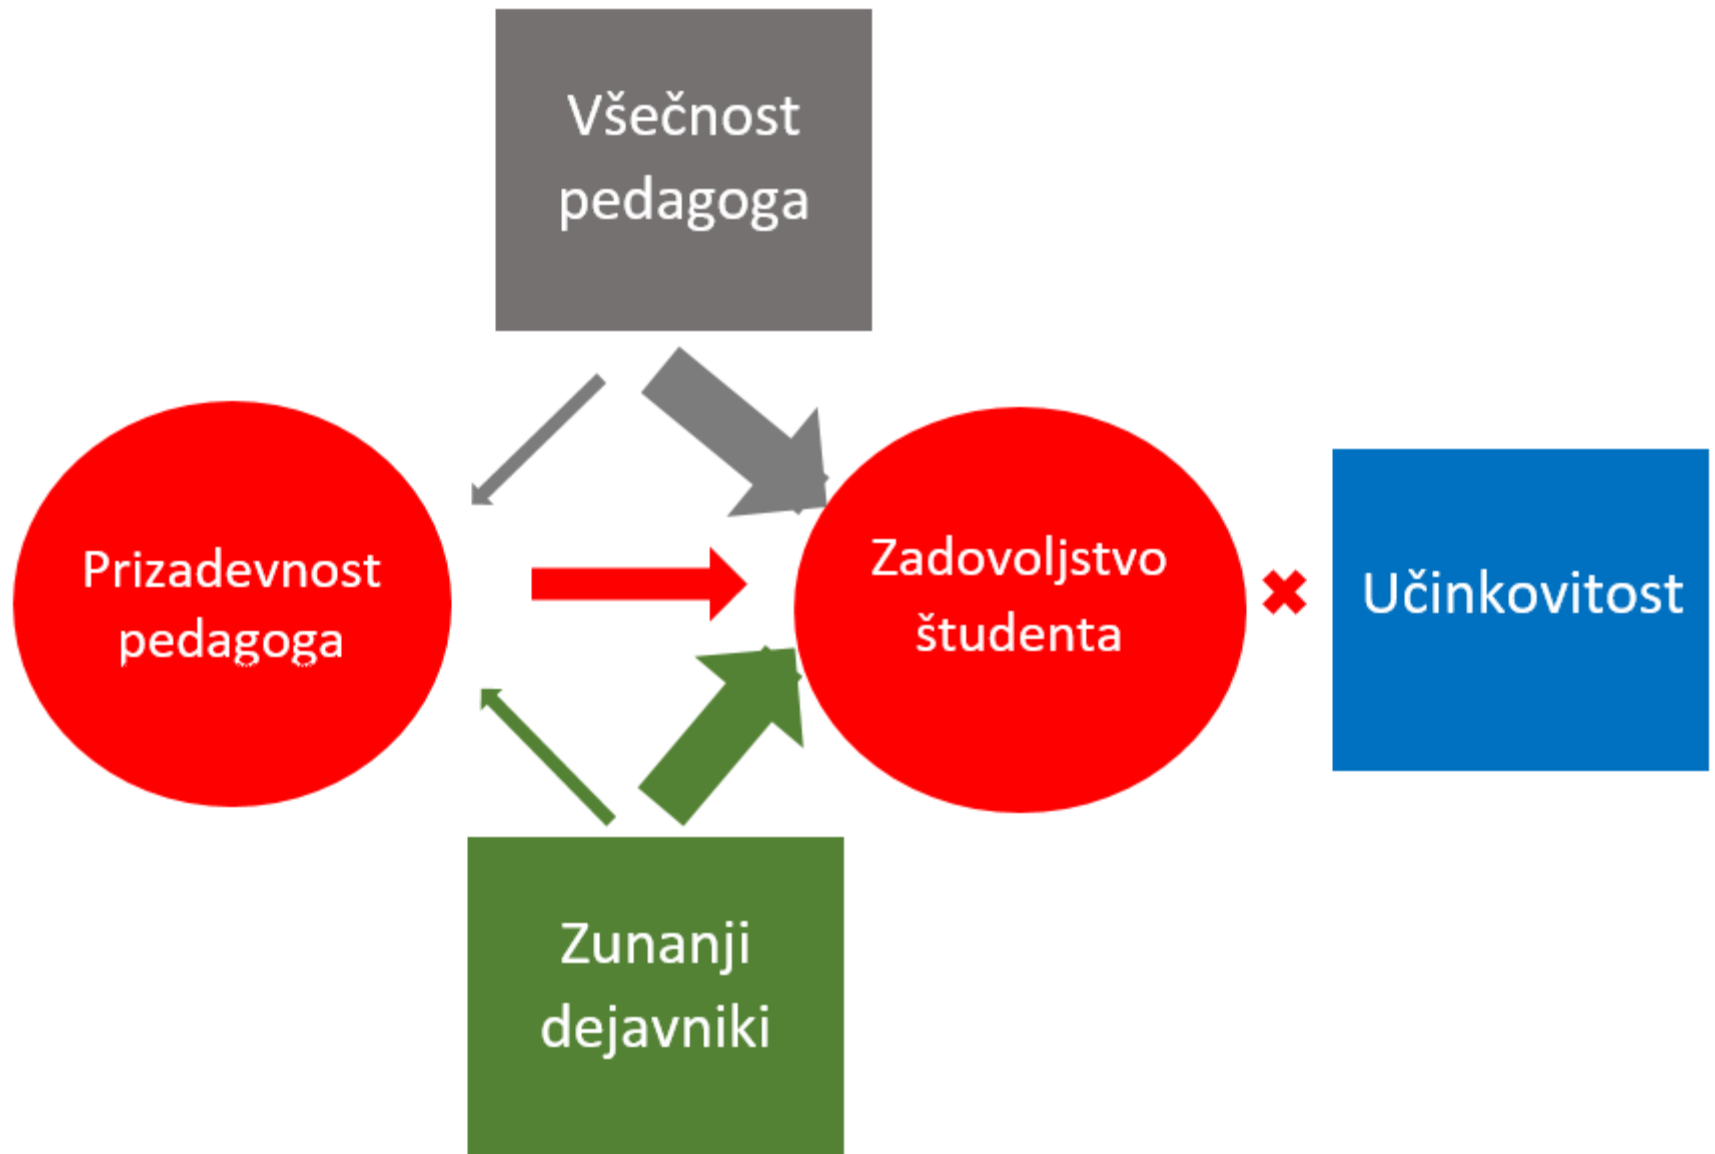 Všečnost
pedagoga
Prizadevnost
pedagoga
Zadovoljstvo
študenta
Učinkovitost
Zunanji
dejavniki